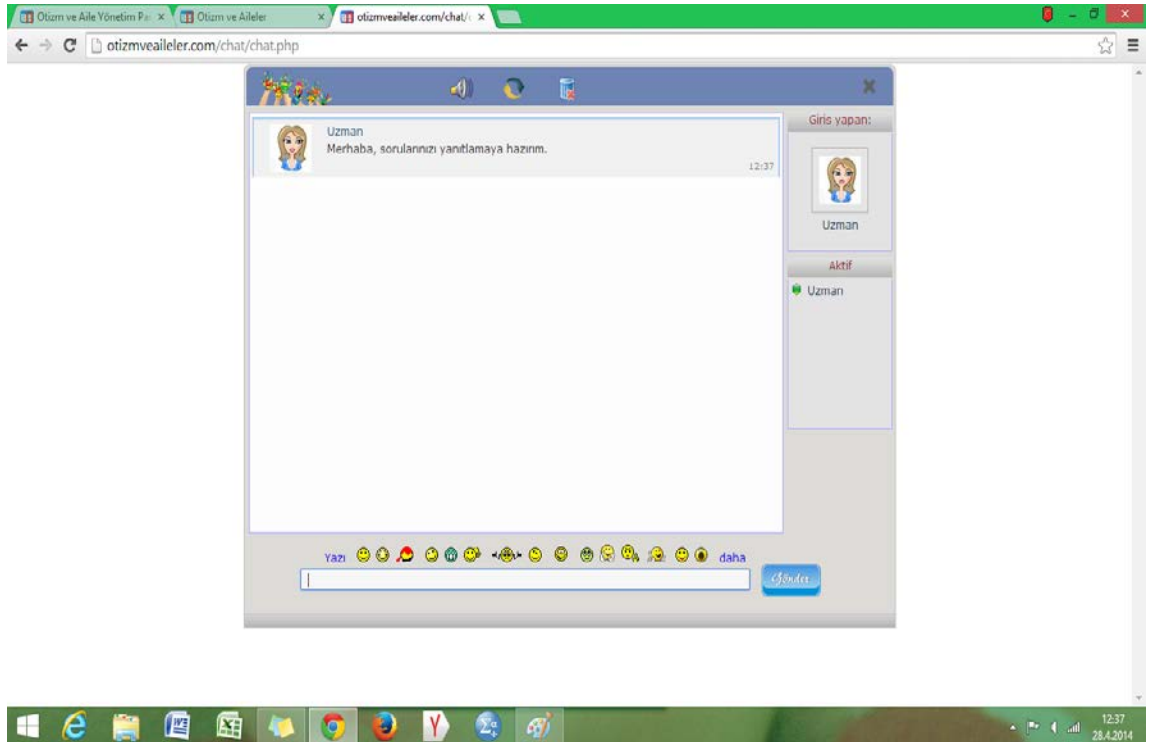 Otizm ve Aile Yönetim Pa
Otizm ve Aileler
otizmveaileler.com/chat/c
otizmveaileler.com/chat/chat.php
Giris yapan:
Uzman
Merhaba, sorularınızı yanıtlamaya hazırım.
12:37
Uzman
Aktif
Uzman
Yazı
daha
Gönder
12:37
28.4.2014